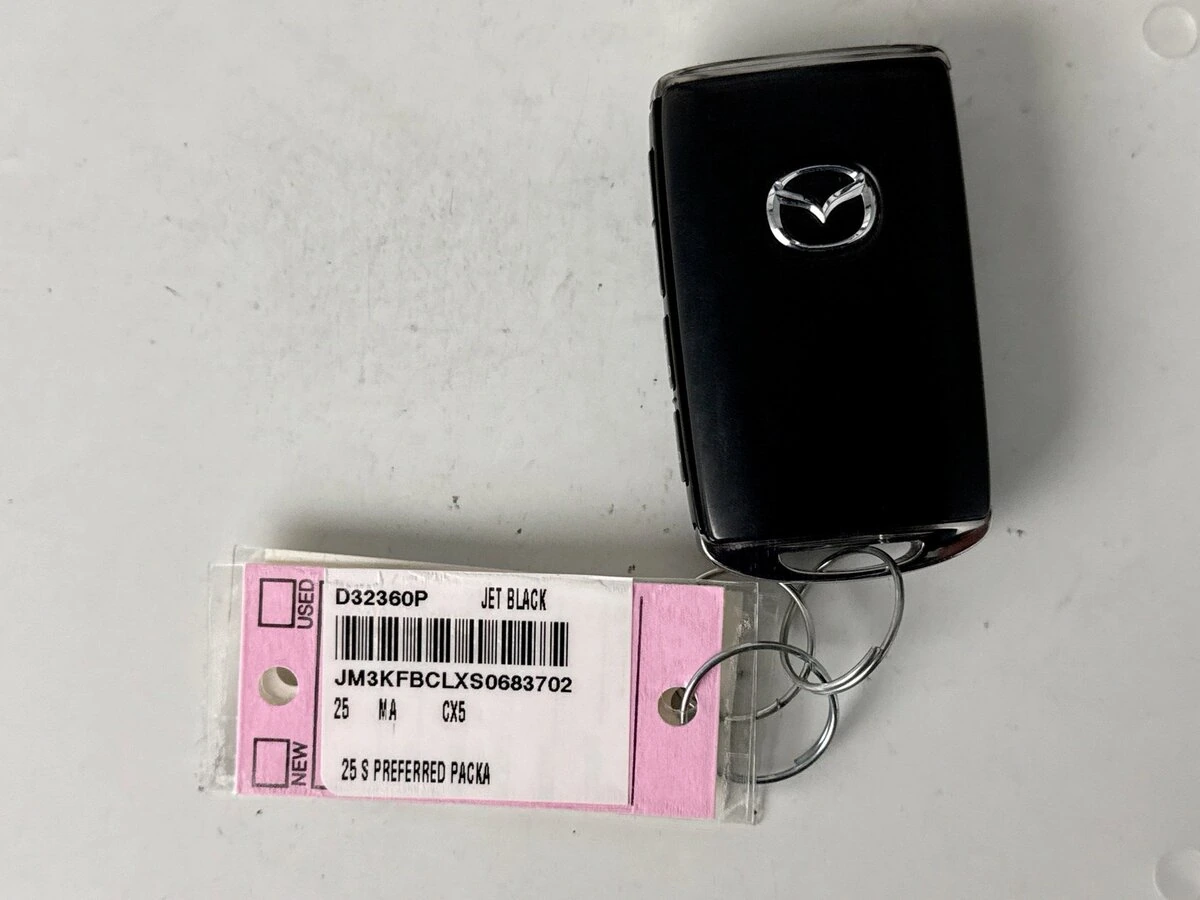 USED
NEW
D32360P JET BLACK
JM3KFBCLXS0683702
25 MA CX5
25 S PREFERRED PACKA